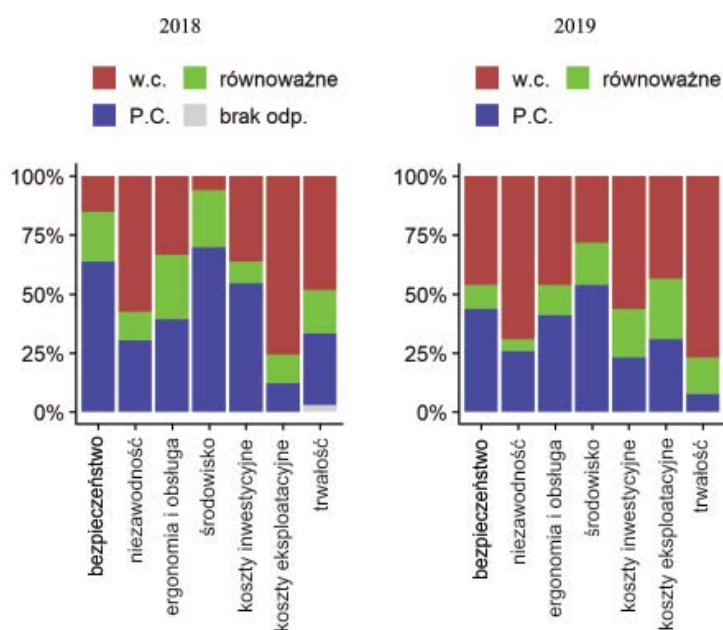 2018
w.c. równoważne
P.C. brak odp.
100%
75%
50%
25%
0%
bezpieczeństwo
niezawodność
ergonomia i obsługa
środowisko
koszty inwestycyjne
koszty eksploatacyjne
trwałość
2019
w.c. równoważne
P.C.
100%
75%
50%
25%
0%
bezpieczeństwo
niezawodność
ergonomia i obsługa
środowisko
koszty inwestycyjne
koszty eksploatacyjne
trwałość